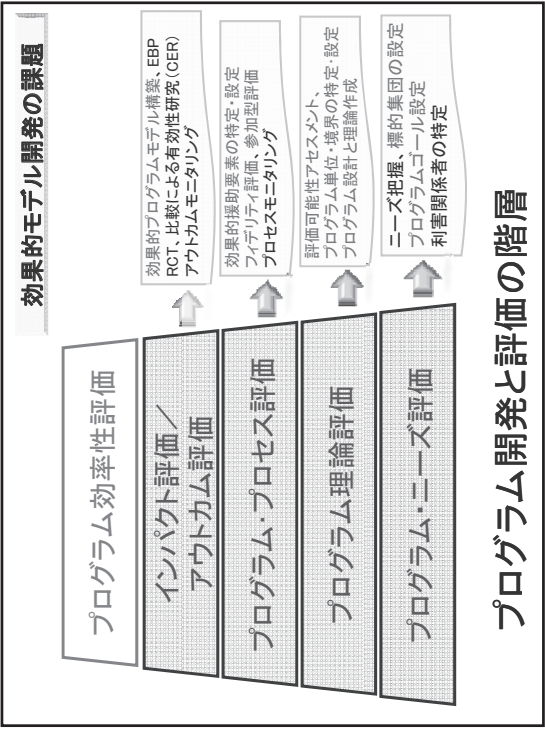 プログラム開発と評価の階層
効果的モデル開発の課題
プログラム効率性評価
インパクト評価／
アウトカム評価
効果的プログラムモデル構築、EBP
RCT、比較による有効性研究(CER)
アウトカムモニタリング
プログラム・プロセス評価
効果的援助要素の特定・設定
フィデリティ評価、参加型評価
プロセスモニタリング
プログラム理論評価
評価可能性アセスメント、
プログラム単位・境界の特定・設定
プログラム設計と理論作成
プログラム・ニーズ評価
ニーズ把握、標的集団の設定
プログラムゴール設定
利害関係者の特定